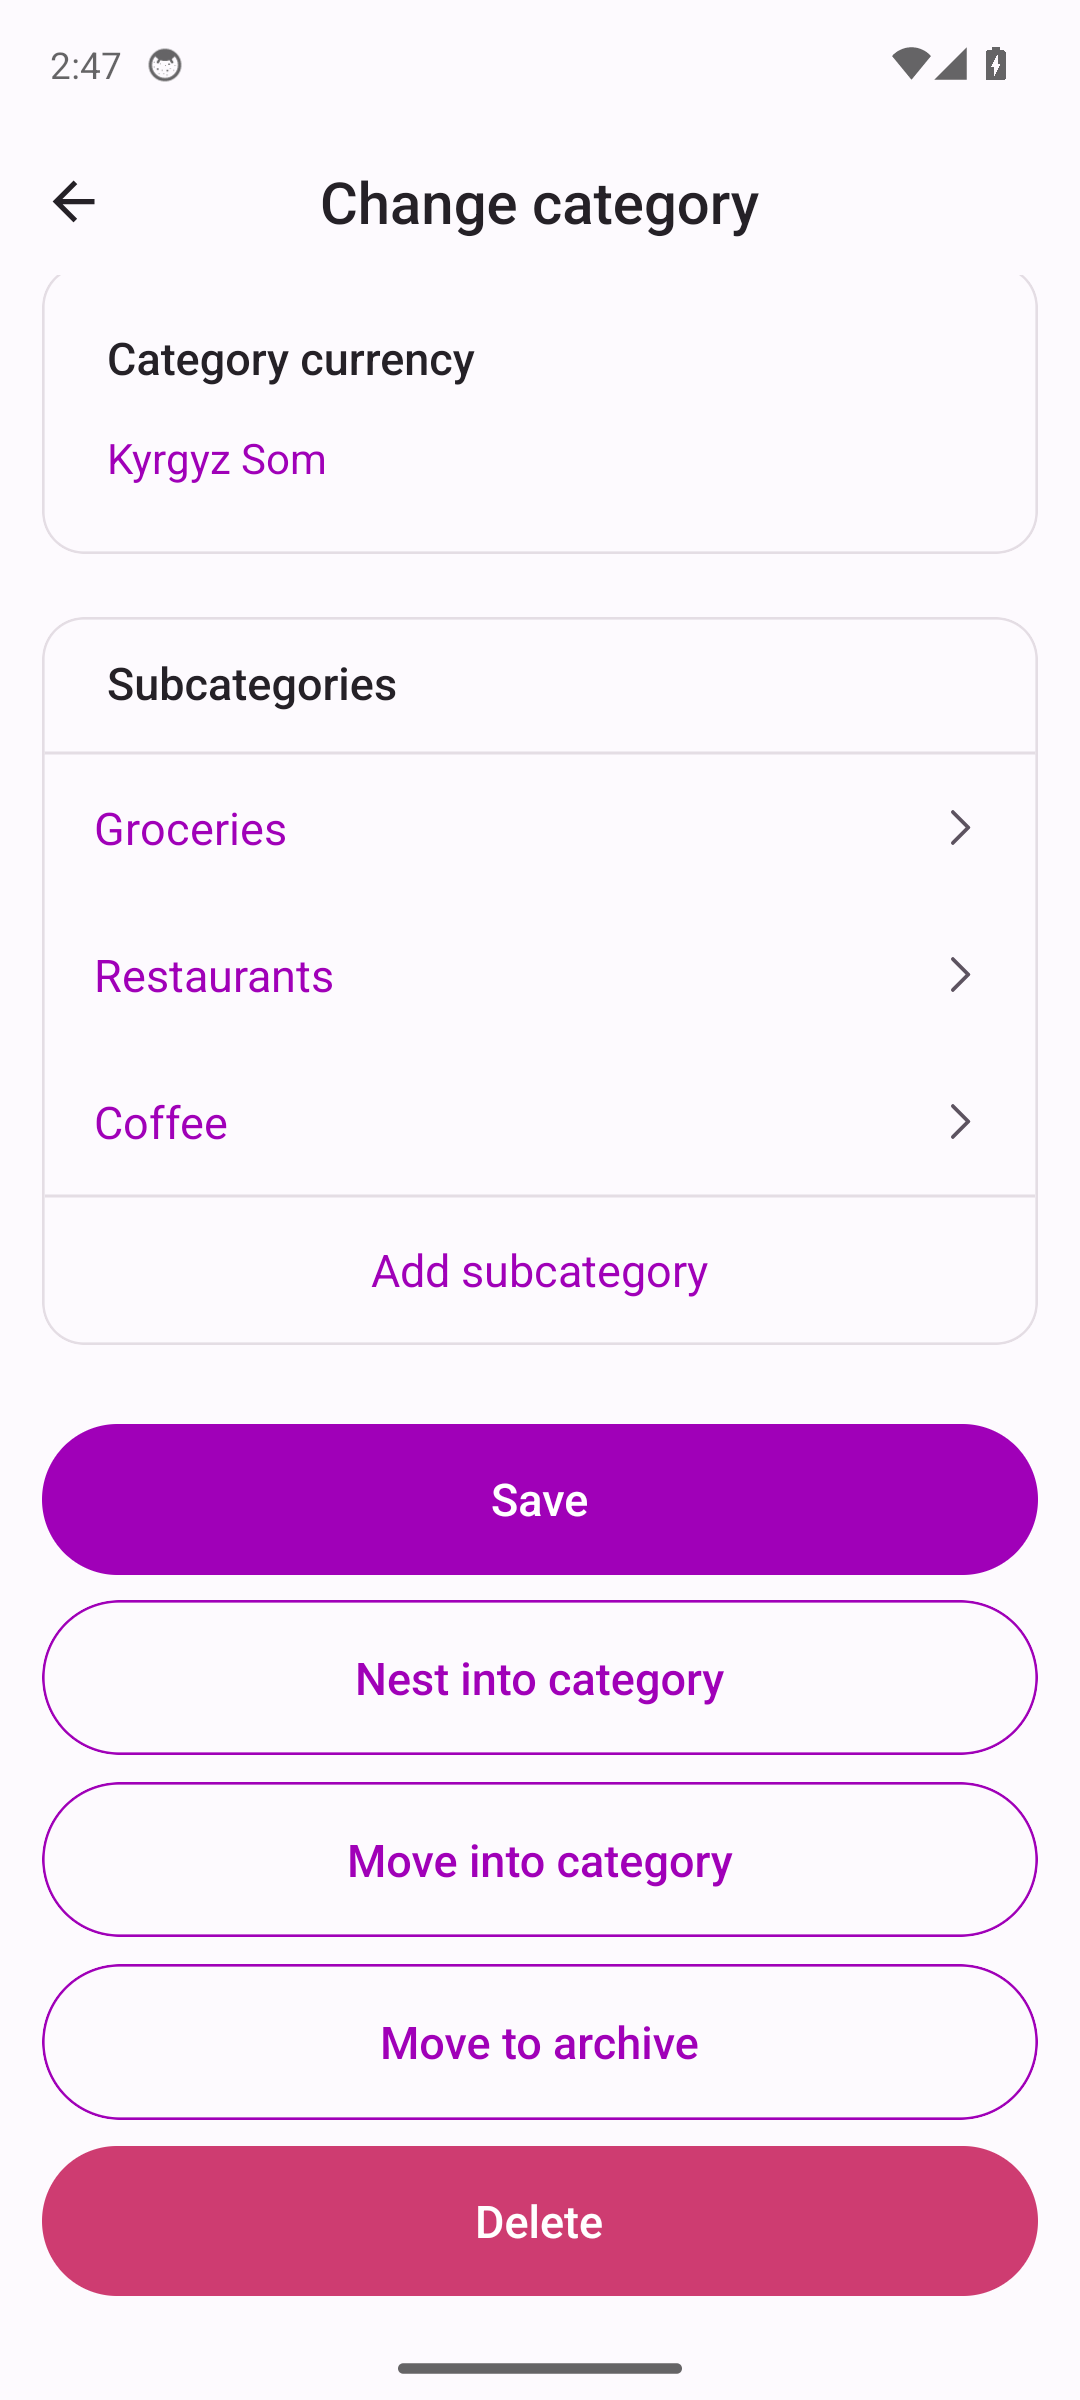 2:47
Change category
Category currency
Kyrgyz Som
Subcategories
Groceries
Restaurants
Coffee
Add subcategory
Save
Nest into category
Move into category
Move to archive
Delete